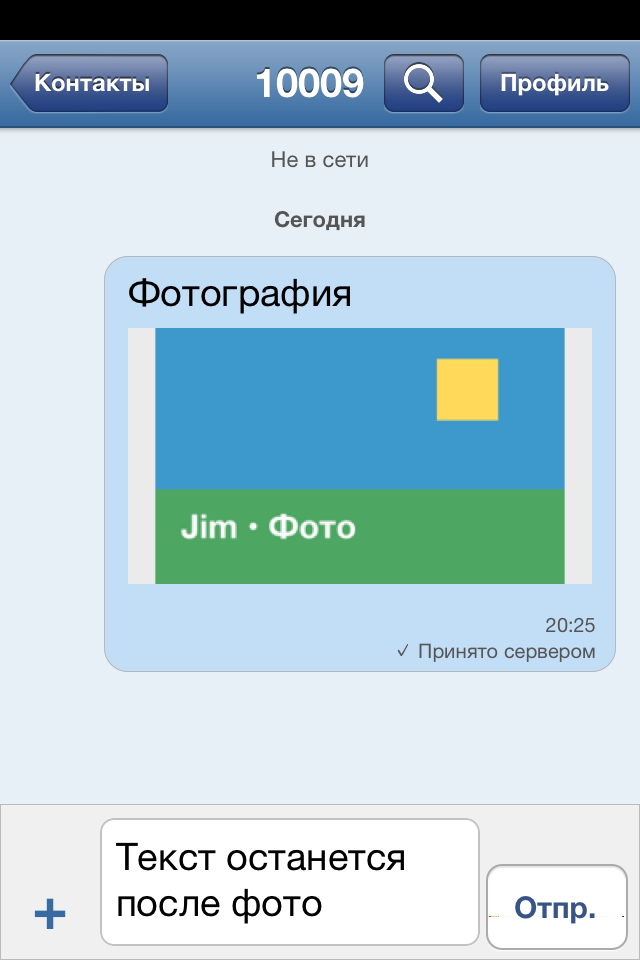 Контакты
10009
Профиль
Не в сети
Сегодня
Фотография
Jim • Фото
20:25
✓ Принято сервером
+
Текст останется
после фото
Отпр.